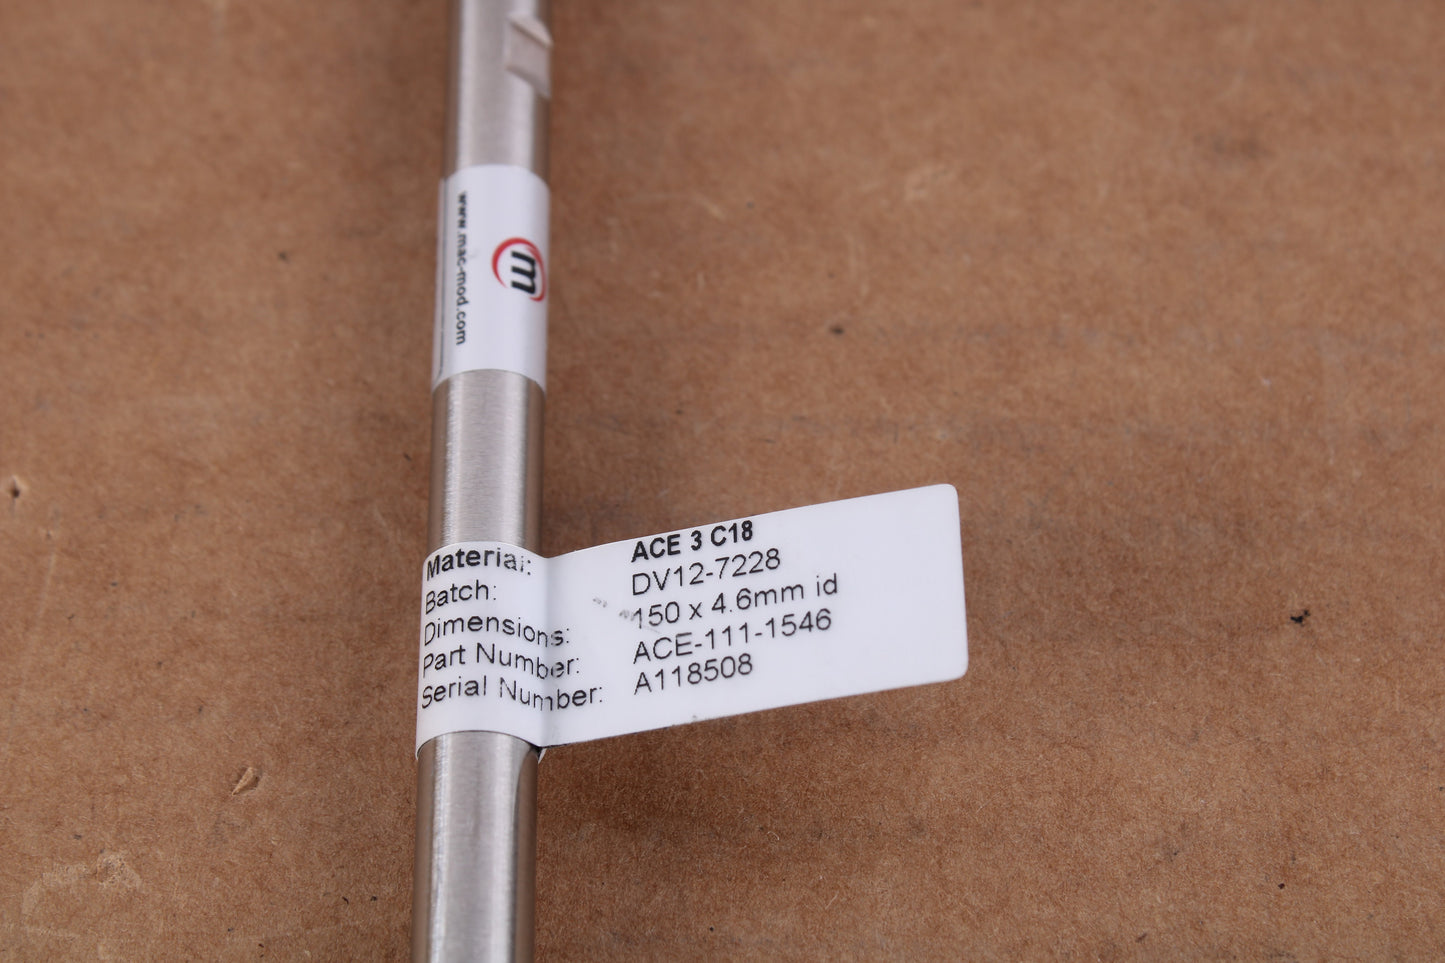 www.mac-mod.com
m
Material: ACE 3 C18
Batch: DV12-7228
Dimensions: 150 x 4.6mm id
Part Number: ACE-111-1546
Serial Number: A118508